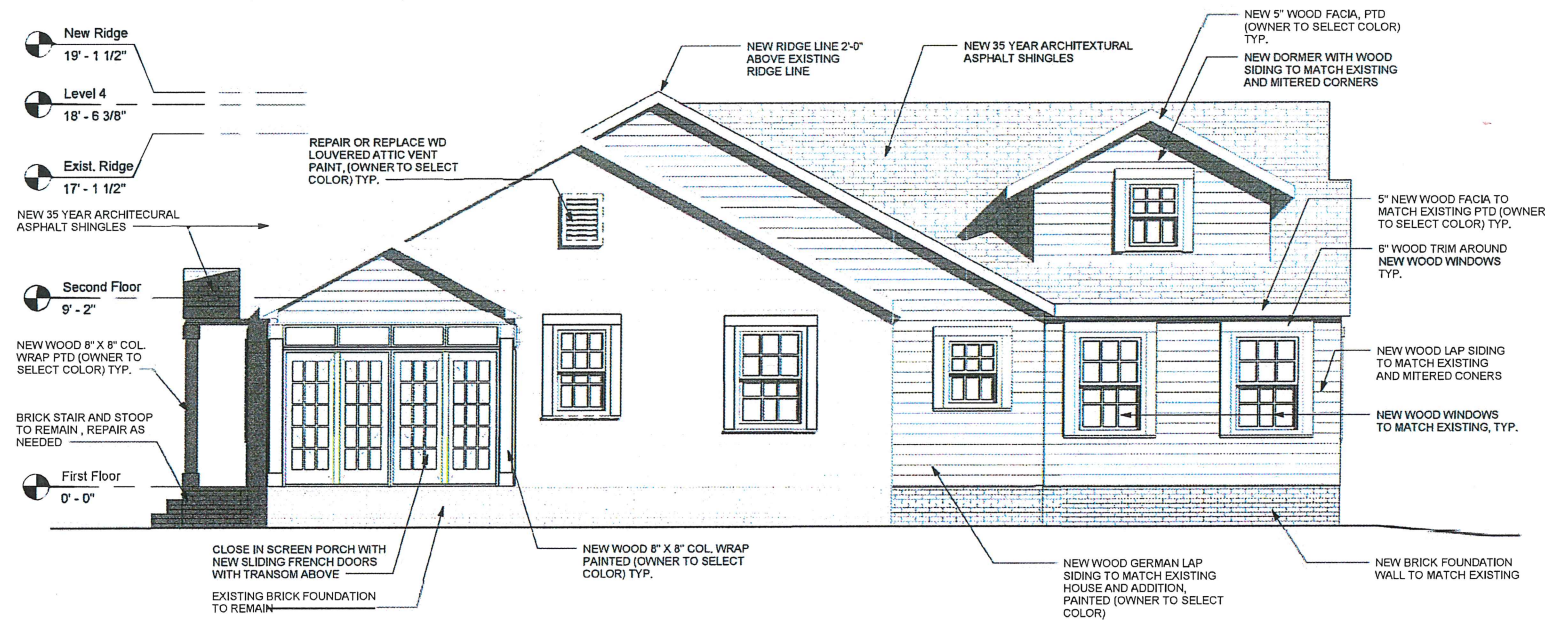 New Ridge
19' - 1 1/2"
Level 4
18' - 6 3/8"
Exist. Ridge
17' - 1 1/2"
NEW 35 YEAR ARCHITECURAL
ASPHALT SHINGLES
Second Floor
9' - 2"
NEW WOOD 8" X 8" COL.
WRAP PTD (OWNER TO
SELECT COLOR) TYP.
BRICK STAIR AND STOOP
TO REMAIN , REPAIR AS
NEEDED
First Floor
0' - 0"
REPAIR OR REPLACE WD
LOUVERED ATTIC VENT
PAINT, (OWNER TO SELECT
COLOR) TYP.
NEW RIDGE LINE 2'-0"
ABOVE EXISTING
RIDGE LINE
NEW 35 YEAR ARCHITEXTURAL
ASPHALT SHINGLES
NEW 5" WOOD FACIA, PTD
(OWNER TO SELECT COLOR)
TYP.
NEW DORMER WITH WOOD
SIDING TO MATCH EXISTING
AND MITERED CORNERS
5" NEW WOOD FACIA TO
MATCH EXISTING PTD (OWNER
TO SELECT COLOR) TYP.
6" WOOD TRIM AROUND
NEW WOOD WINDOWS
TYP.
NEW WOOD LAP SIDING
TO MATCH EXISTING
AND MITERED CONERS
NEW WOOD WINDOWS
TO MATCH EXISTING, TYP.
CLOSE IN SCREEN PORCH WITH
NEW SLIDING FRENCH DOORS
WITH TRANSOM ABOVE
EXISTING BRICK FOUNDATION
TO REMAIN
NEW WOOD 8" X 8" COL. WRAP
PAINTED (OWNER TO SELECT
COLOR) TYP.
NEW WOOD GERMAN LAP
SIDING TO MATCH EXISTING
HOUSE AND ADDITION,
PAINTED (OWNER TO SELECT
COLOR)
NEW BRICK FOUNDATION
WALL TO MATCH EXISTING